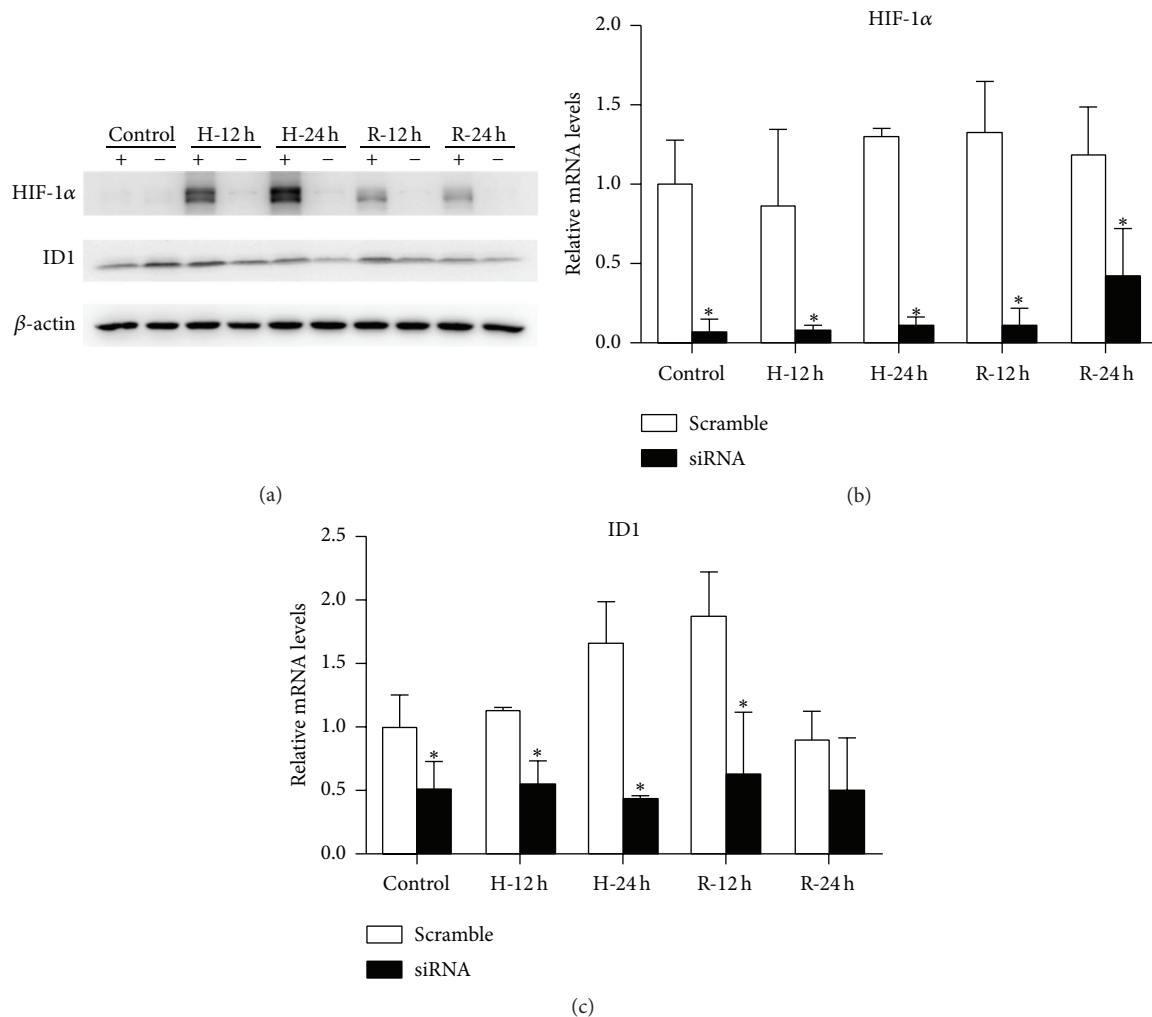 Control H-12 h H-24 h R-12 h R-24 h
+ − + − + − + − + −
HIF-1α
ID1
β-actin
(a)
HIF-1α
Relative mRNA levels
2.0
1.5
1.0
0.5
0.0
* * * * *
Control H-12 h H-24 h R-12 h R-24 h
Scramble
siRNA
(b)
ID1
Relative mRNA levels
2.5
2.0
1.5
1.0
0.5
0.0
* * * *
Control H-12 h H-24 h R-12 h R-24 h
Scramble
siRNA
(c)